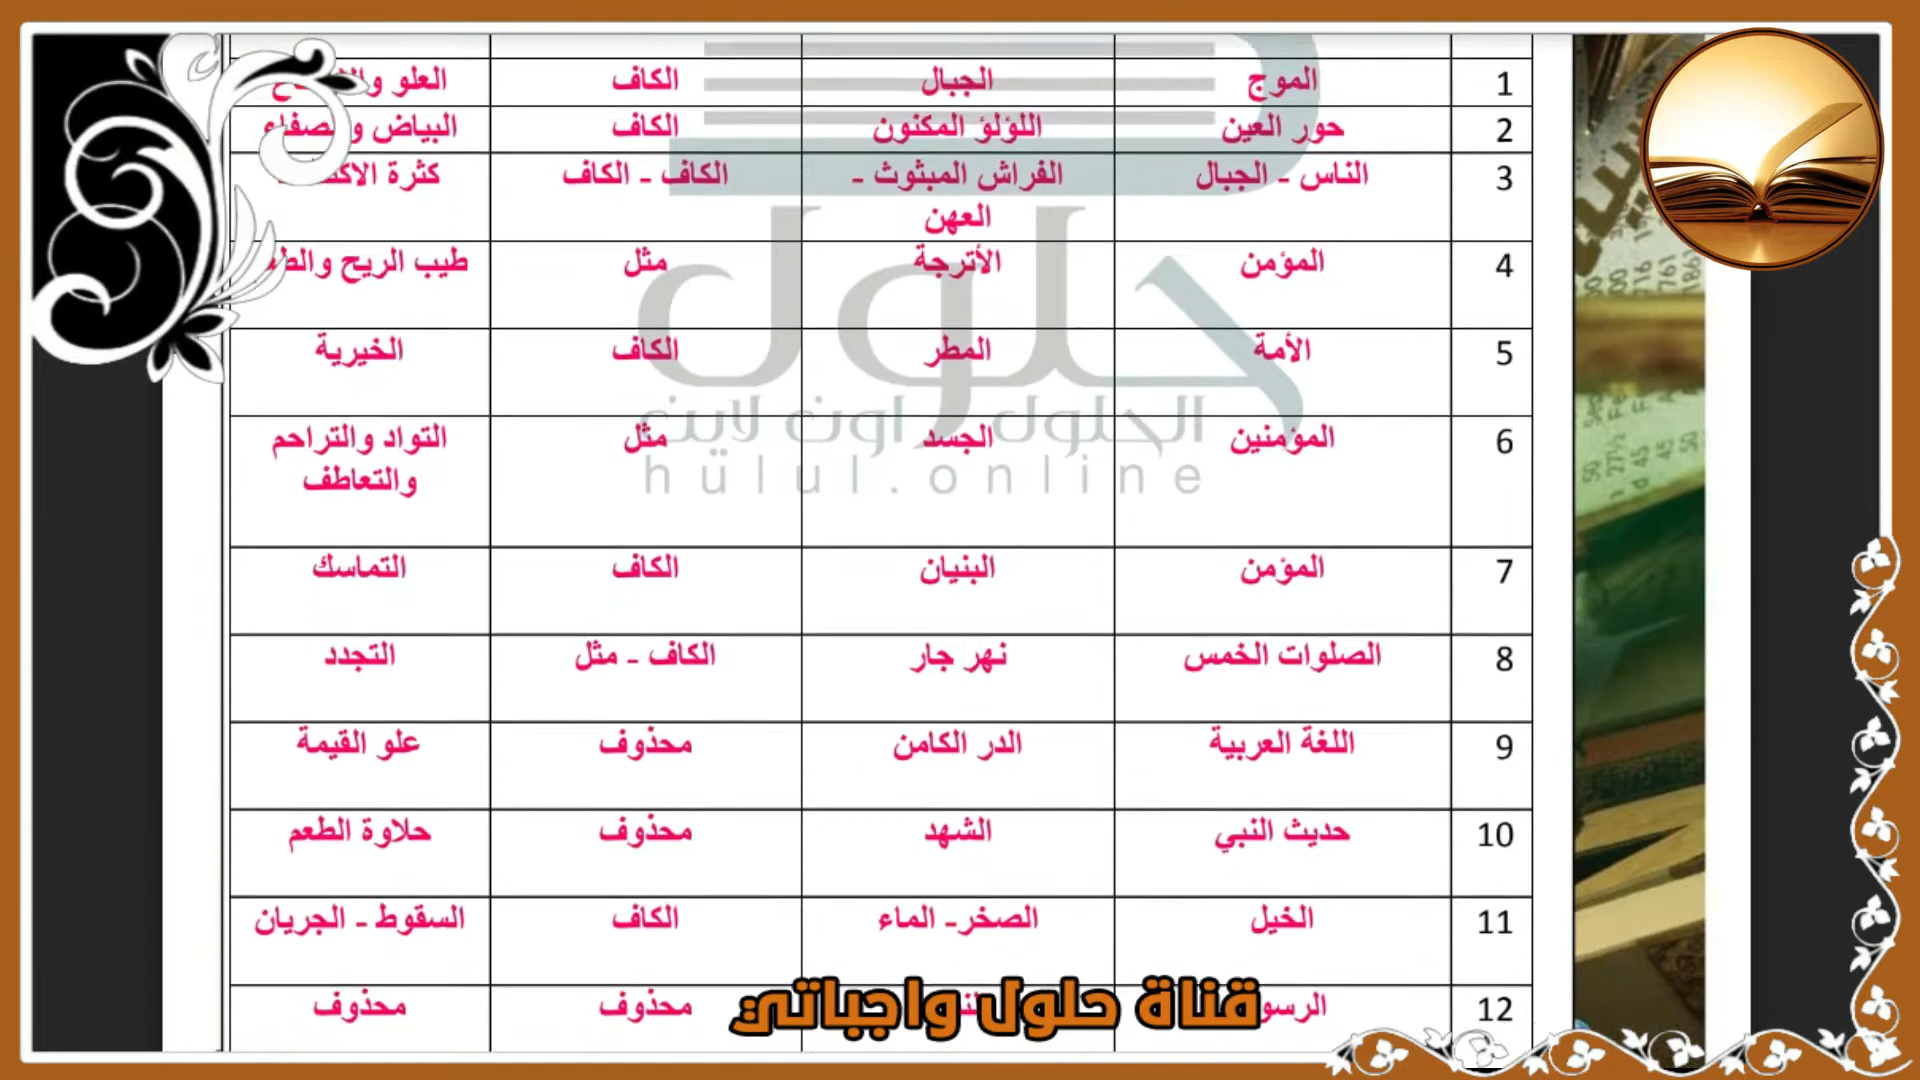 1 الموج الجبال الكاف العلو
2 حور العين اللؤلؤ المكنون الكاف البياض
3 الناس - الجبال الفراش المبثوث - الكاف - الكاف كثرة
العهن
4 المؤمن الأترجة مثل طيب الريح
5 الأمة المطر الكاف الخيرية
6 المؤمنين الجسد مثل التواد والتراحم
والتعاطف
7 المؤمن البنيان الكاف التماسك
8 الصلوات الخمس نهر جار الكاف - مثل التجدد
9 اللغة العربية الدر الكامن محذوف علو القيمة
10 حديث النبي الشهد محذوف حلاوة الطعم
11 الخيل الصخر- الماء الكاف السقوط - الجريان
12 محذوف محذوف
حلول
الحلول اون لاين
hülul.online
قناة حلول واجباتي